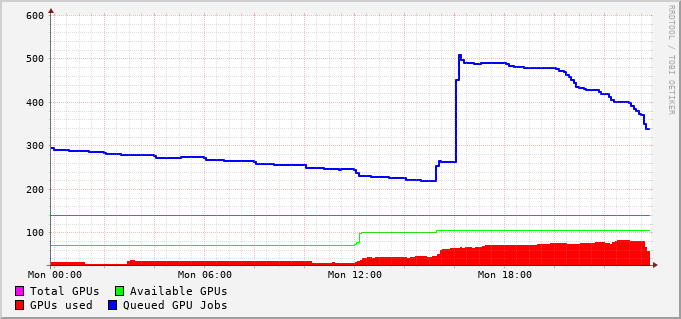 600
500
400
300
200
100
Mon 00:00 Mon 06:00 Mon 12:00 Mon 18:00
Total GPUs Available GPUs
GPUs used Queued GPU Jobs
RRDTOOL / TOBI OETIKER